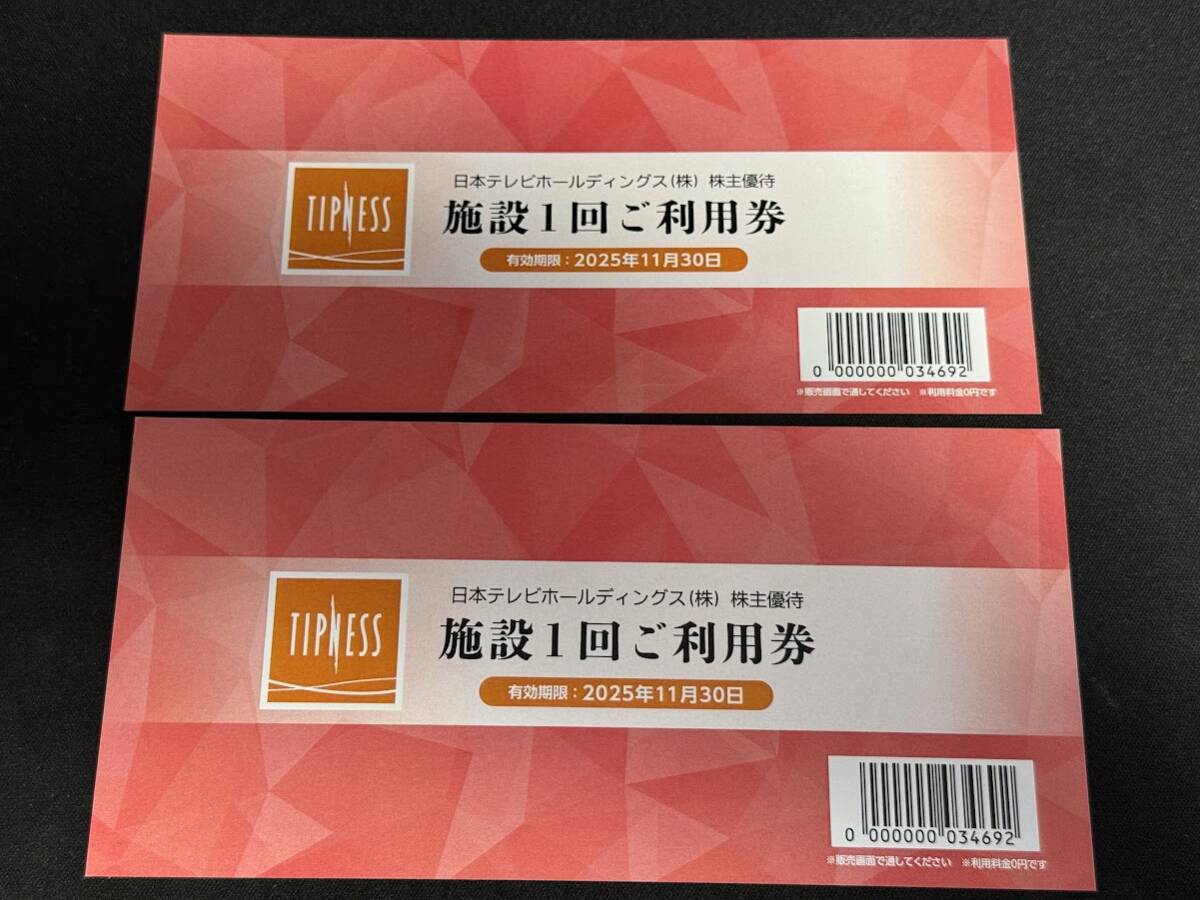 TIPNESS
日本テレビホールディングス(株) 株主優待
施設1回ご利用券
有効期限：2025年11月30日
0 000000 034692
※販売画面で通してください ※利用料金0円です
TIPNESS
日本テレビホールディングス(株) 株主優待
施設1回ご利用券
有効期限：2025年11月30日
0 000000 034692
※販売画面で通してください ※利用料金0円です